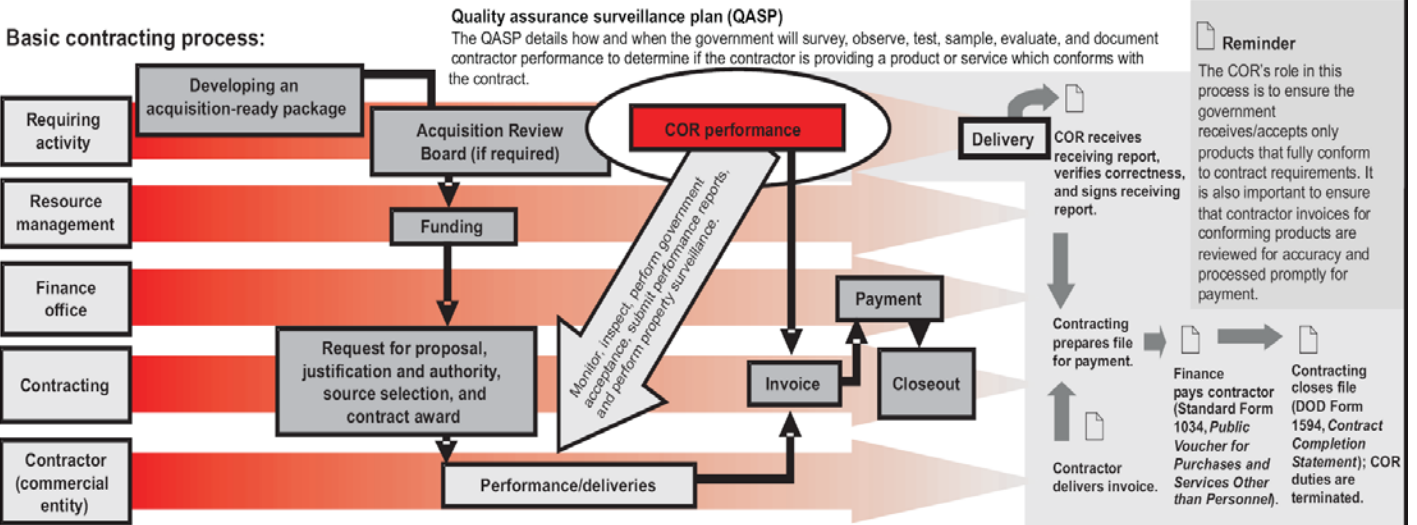 Quality assurance surveillance plan (QASP)
The QASP details how and when the government will survey, observe, test, sample, evaluate, and document
contractor performance to determine if the contractor is providing a product or service which conforms with
the contract.
Basic contracting process:
Requiring
activity
Resource
management
Finance
office
Contracting
Contractor
(commercial
entity)
Developing an
acquisition-ready package
Acquisition Review
Board (if required)
Funding
Request for proposal,
justification and authority,
source selection, and
contract award
Performance/deliveries
COR performance
Monitor, inspect, perform government
acceptance, submit performance reports,
and perform property surveillance.
Invoice
Payment
Closeout
Delivery
COR receives
receiving report,
verifies correctness,
and signs receiving
report.
Contracting
prepares file
for payment.
Contractor
delivers invoice.
Finance
pays contractor
(Standard Form
1034, Public
Voucher for
Purchases and
Services Other
than Personnel).
Contracting
closes file
(DOD Form
1594, Contract
Completion
Statement); COR
duties are
terminated.
Reminder
The COR's role in this
process is to ensure the
government
receives/accepts only
products that fully conform
to contract requirements. It
is also important to ensure
that contractor invoices for
conforming products are
reviewed for accuracy and
processed promptly for
payment.